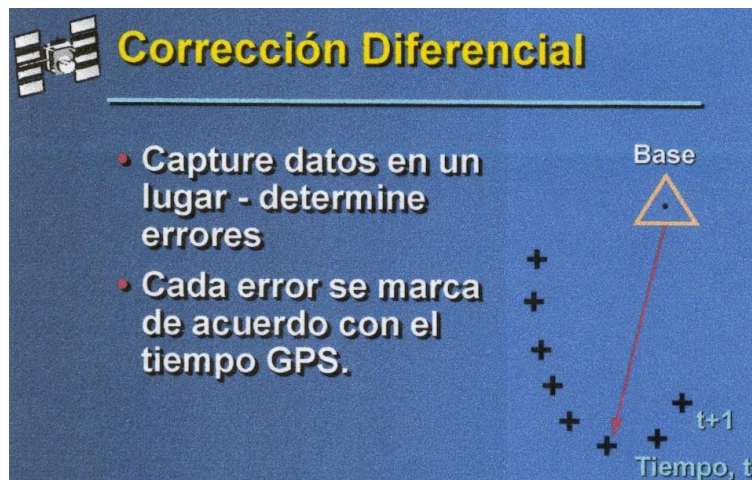 Corrección Diferencial
• Capture datos en un
lugar - determine
errores
• Cada error se marca
de acuerdo con el
tiempo GPS.
Base
t+1
Tiempo, t